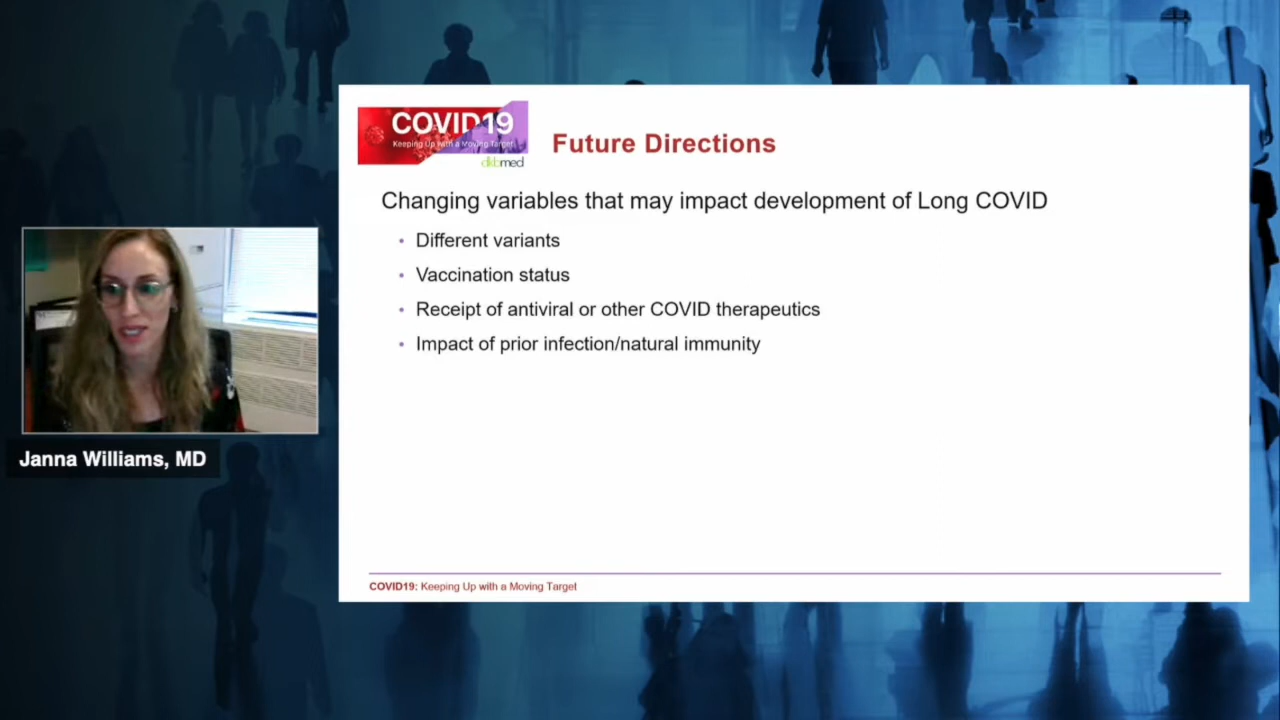 COVID19
Keeping Up with a Moving Target
dkbmed
Future Directions
Changing variables that may impact development of Long COVID
• Different variants
• Vaccination status
• Receipt of antiviral or other COVID therapeutics
• Impact of prior infection/natural immunity
Janna Williams, MD
COVID19: Keeping Up with a Moving Target